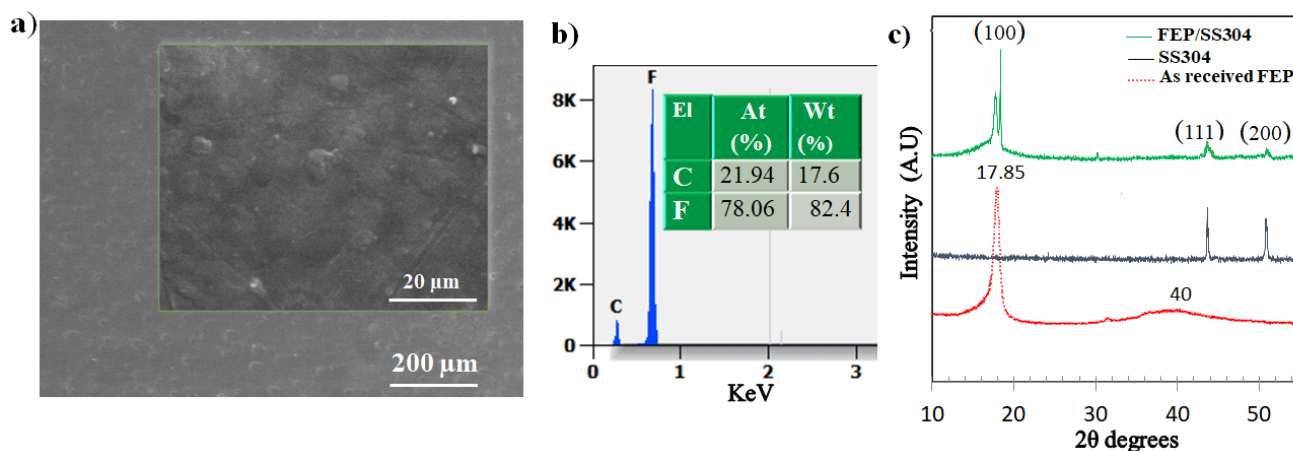 a)
20 µm
200 µm
b)
F
8K
6K
4K
2K
0
C
El At (%) Wt (%)
C 21.94 17.6
F 78.06 82.4
0 1 2 3
KeV
c)
(100)
FEP/SS304
SS304
As received FEP
(111)
(200)
17.85
40
Intensity (A.U)
10 20 30 40 50
2θ degrees